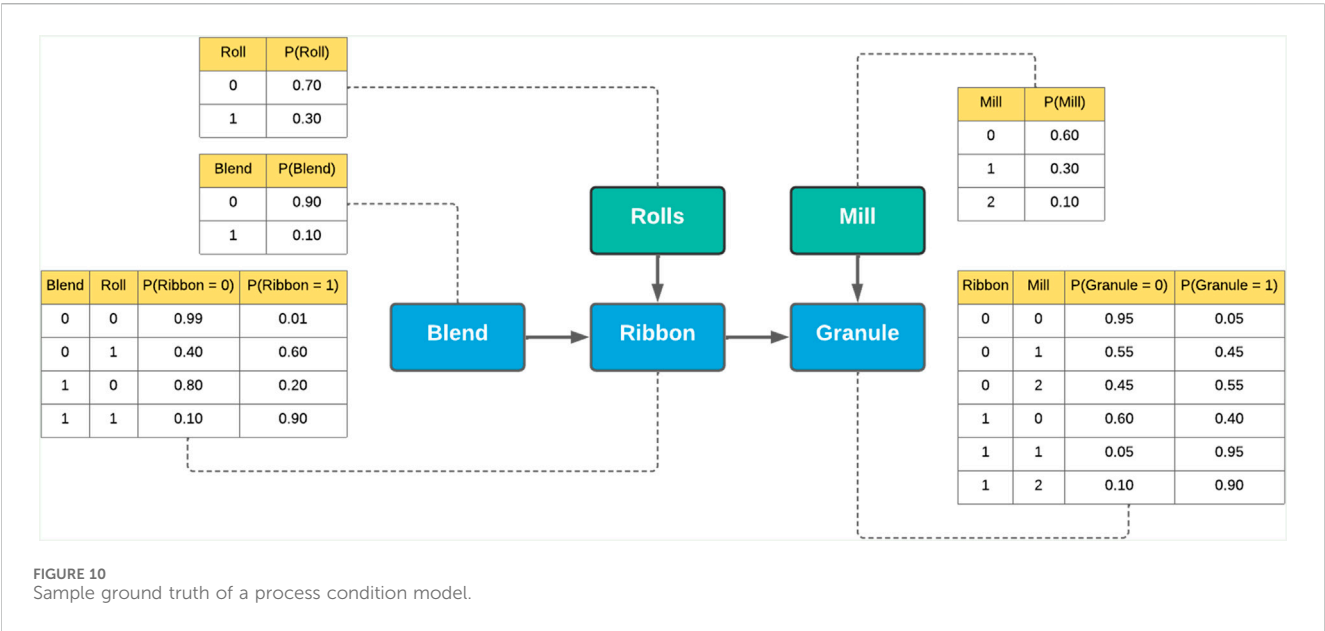 Roll P(Roll)
0 0.70
1 0.30
Blend P(Blend)
0 0.90
1 0.10
Blend Roll P(Ribbon = 0) P(Ribbon = 1)
0 0 0.99 0.01
0 1 0.40 0.60
1 0 0.80 0.20
1 1 0.10 0.90
Rolls
Mill
Blend
Ribbon
Granule
Mill P(Mill)
0 0.60
1 0.30
2 0.10
Ribbon Mill P(Granule = 0) P(Granule = 1)
0 0 0.95 0.05
0 1 0.55 0.45
0 2 0.45 0.55
1 0 0.60 0.40
1 1 0.05 0.95
1 2 0.10 0.90
FIGURE 10
Sample ground truth of a process condition model.